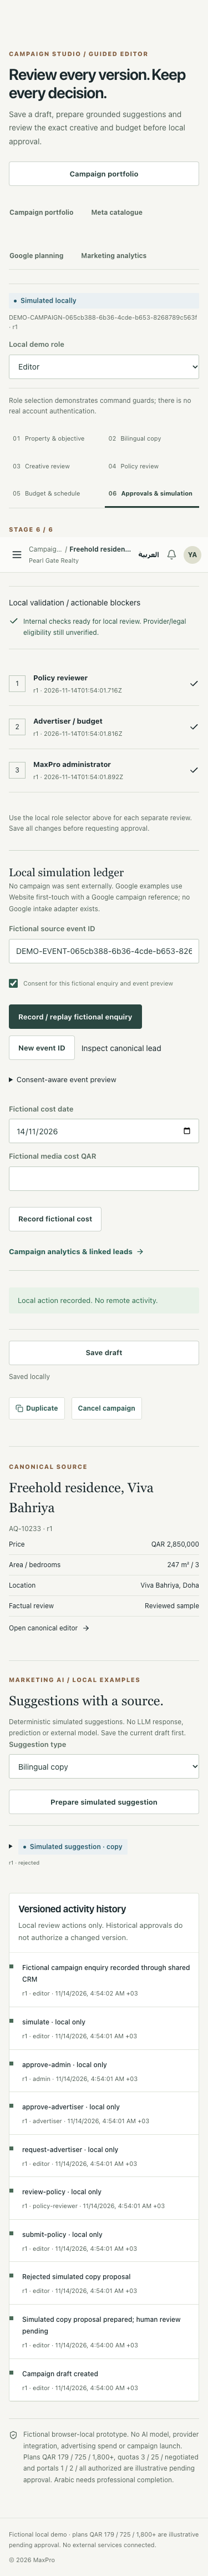 CAMPAIGN STUDIO / GUIDED EDITOR
Review every version. Keep
every decision.
Save a draft, prepare grounded suggestions and
review the exact creative and budget before local
approval.
Campaign portfolio
Campaign portfolio
Meta catalogue
Google planning
Marketing analytics
Simulated locally
DEMO-CAMPAIGN-065cb388-6b36-4cde-b653-8268789c563f
· r1
Local demo role
Editor
Role selection demonstrates command guards; there is no
real account authentication.
01 Property & objective
02 Bilingual copy
03 Creative review
04 Policy review
05 Budget & schedule
06 Approvals & simulation
STAGE 6 / 6
Campaig... / Freehold residen...
Pearl Gate Realty
العربية
YA
Local validation / actionable blockers
Internal checks ready for local review. Provider/legal
eligibility still unverified.
1
Policy reviewer
r1 · 2026-11-14T01:54:01.716Z
2
Advertiser / budget
r1 · 2026-11-14T01:54:01.816Z
3
MaxPro administrator
r1 · 2026-11-14T01:54:01.892Z
Use the local role selector above for each separate review.
Save all changes before requesting approval.
Local simulation ledger
No campaign was sent externally. Google examples use
Website first-touch with a Google campaign reference; no
Google intake adapter exists.
Fictional source event ID
DEMO-EVENT-065cb388-6b36-4cde-b653-826
Consent for this fictional enquiry and event preview
Record / replay fictional enquiry
New event ID
Inspect canonical lead
Consent-aware event preview
Fictional cost date
14/11/2026
Fictional media cost QAR
Record fictional cost
Campaign analytics & linked leads →
Local action recorded. No remote activity.
Save draft
Saved locally
Duplicate
Cancel campaign
CANONICAL SOURCE
Freehold residence, Viva
Bahriya
AQ-10233 · r1
Price
QAR 2,850,000
Area / bedrooms
247 m² / 3
Location
Viva Bahriya, Doha
Factual review
Reviewed sample
Open canonical editor →
MARKETING AI / LOCAL EXAMPLES
Suggestions with a source.
Deterministic simulated suggestions. No LLM response,
prediction or external model. Save the current draft first.
Suggestion type
Bilingual copy
Prepare simulated suggestion
Simulated suggestion · copy
r1 · rejected
Versioned activity history
Local review actions only. Historical approvals do
not authorize a changed version.
Fictional campaign enquiry recorded through shared
CRM
r1 · editor · 11/14/2026, 4:54:02 AM +03
simulate · local only
r1 · editor · 11/14/2026, 4:54:01 AM +03
approve-admin · local only
r1 · admin · 11/14/2026, 4:54:01 AM +03
approve-advertiser · local only
r1 · advertiser · 11/14/2026, 4:54:01 AM +03
request-advertiser · local only
r1 · editor · 11/14/2026, 4:54:01 AM +03
review-policy · local only
r1 · policy-reviewer · 11/14/2026, 4:54:01 AM +03
submit-policy · local only
r1 · editor · 11/14/2026, 4:54:01 AM +03
Rejected simulated copy proposal
r1 · editor · 11/14/2026, 4:54:01 AM +03
Simulated copy proposal prepared; human review
pending
r1 · editor · 11/14/2026, 4:54:00 AM +03
Campaign draft created
r1 · editor · 11/14/2026, 4:54:00 AM +03
Fictional browser-local prototype. No AI model, provider
integration, advertising spend or campaign launch.
Plans QAR 179 / 725 / 1,800+, quotas 3 / 25 / negotiated
and portals 1 / 2 / all authorized are illustrative pending
approval. Arabic needs professional completion.
Fictional local demo · plans QAR 179 / 725 / 1,800+ are illustrative
pending approval. No external services connected.
© 2026 MaxPro